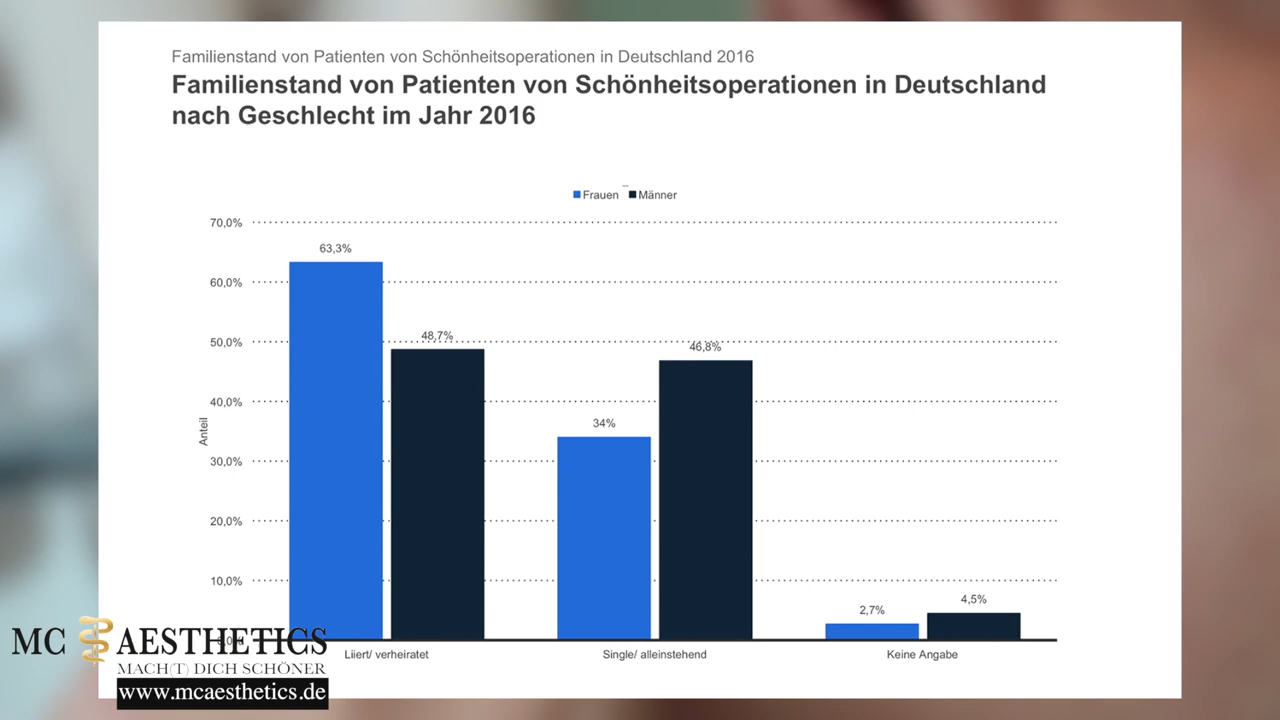 Familienstand von Patienten von Schönheitsoperationen in Deutschland 2016
Familienstand von Patienten von Schönheitsoperationen in Deutschland
nach Geschlecht im Jahr 2016
Frauen Männer
70,0%
60,0%
50,0%
40,0%
30,0%
20,0%
10,0%
Anteil
63,3%
48,7%
34%
46,8%
2,7%
4,5%
Liiert/ verheiratet Single/ alleinstehend Keine Angabe
MC AESTHETICS
MACH(T) DICH SCHÖNER
www.mcaesthetics.de